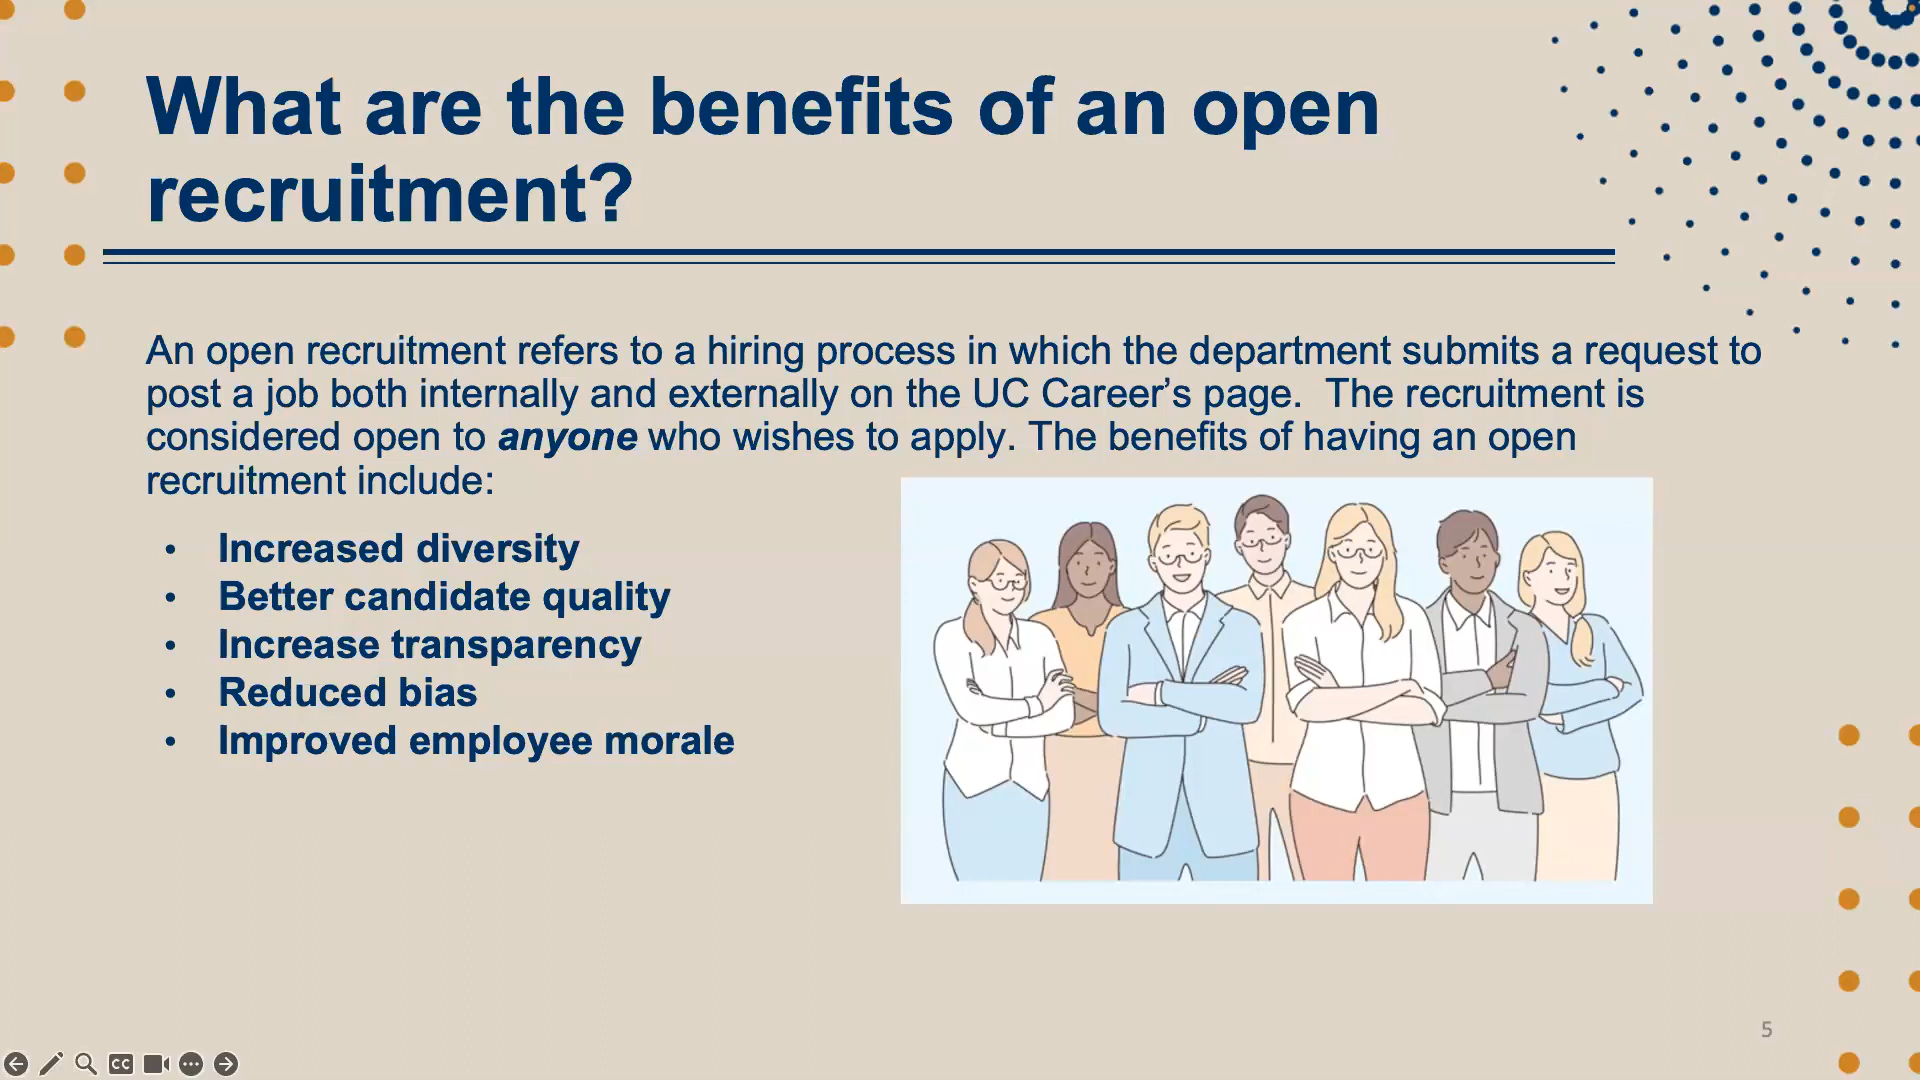 What are the benefits of an open
recruitment?
An open recruitment refers to a hiring process in which the department submits a request to
post a job both internally and externally on the UC Career’s page.  The recruitment is
considered open to anyone who wishes to apply. The benefits of having an open
recruitment include:
• Increased diversity
• Better candidate quality
• Increase transparency
• Reduced bias
• Improved employee morale
5
CC